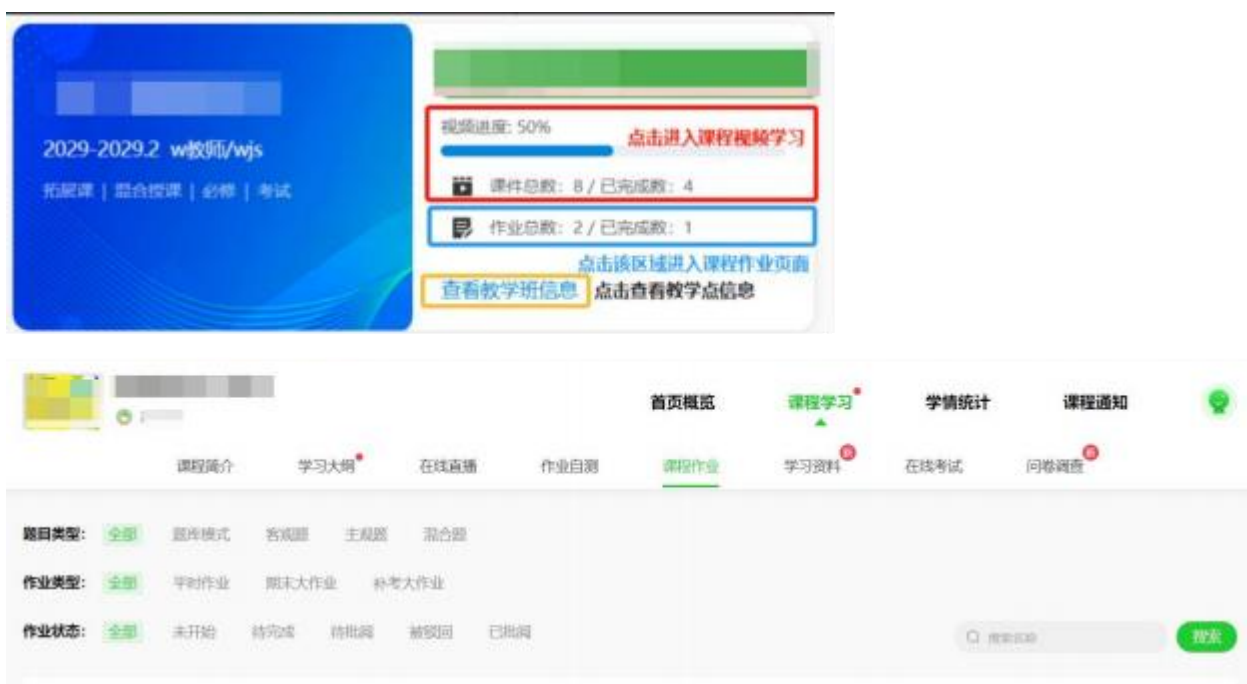 视频进度: 50%
点击进入课程视频学习
2029-2029.2 w教师/wjs
拓展课 | 混合授课 | 必修 | 考试
课件总数: 8 / 已完成数: 4
作业总数: 2 / 已完成数: 1
点击该区域进入课程作业页面
查看教学班信息 点击查看教学点信息
首页概览 课程学习 学情统计 课程通知
课程简介 学习大纲 在线直播 作业自测 课程作业 学习资料 在线考试 问卷调查
题目类型: 全部 题库模式 客观题 主观题 混合题
作业类型: 全部 平时作业 期末大作业 补考大作业
作业状态: 全部 未开始 待完成 待批阅 被驳回 已批阅
搜索